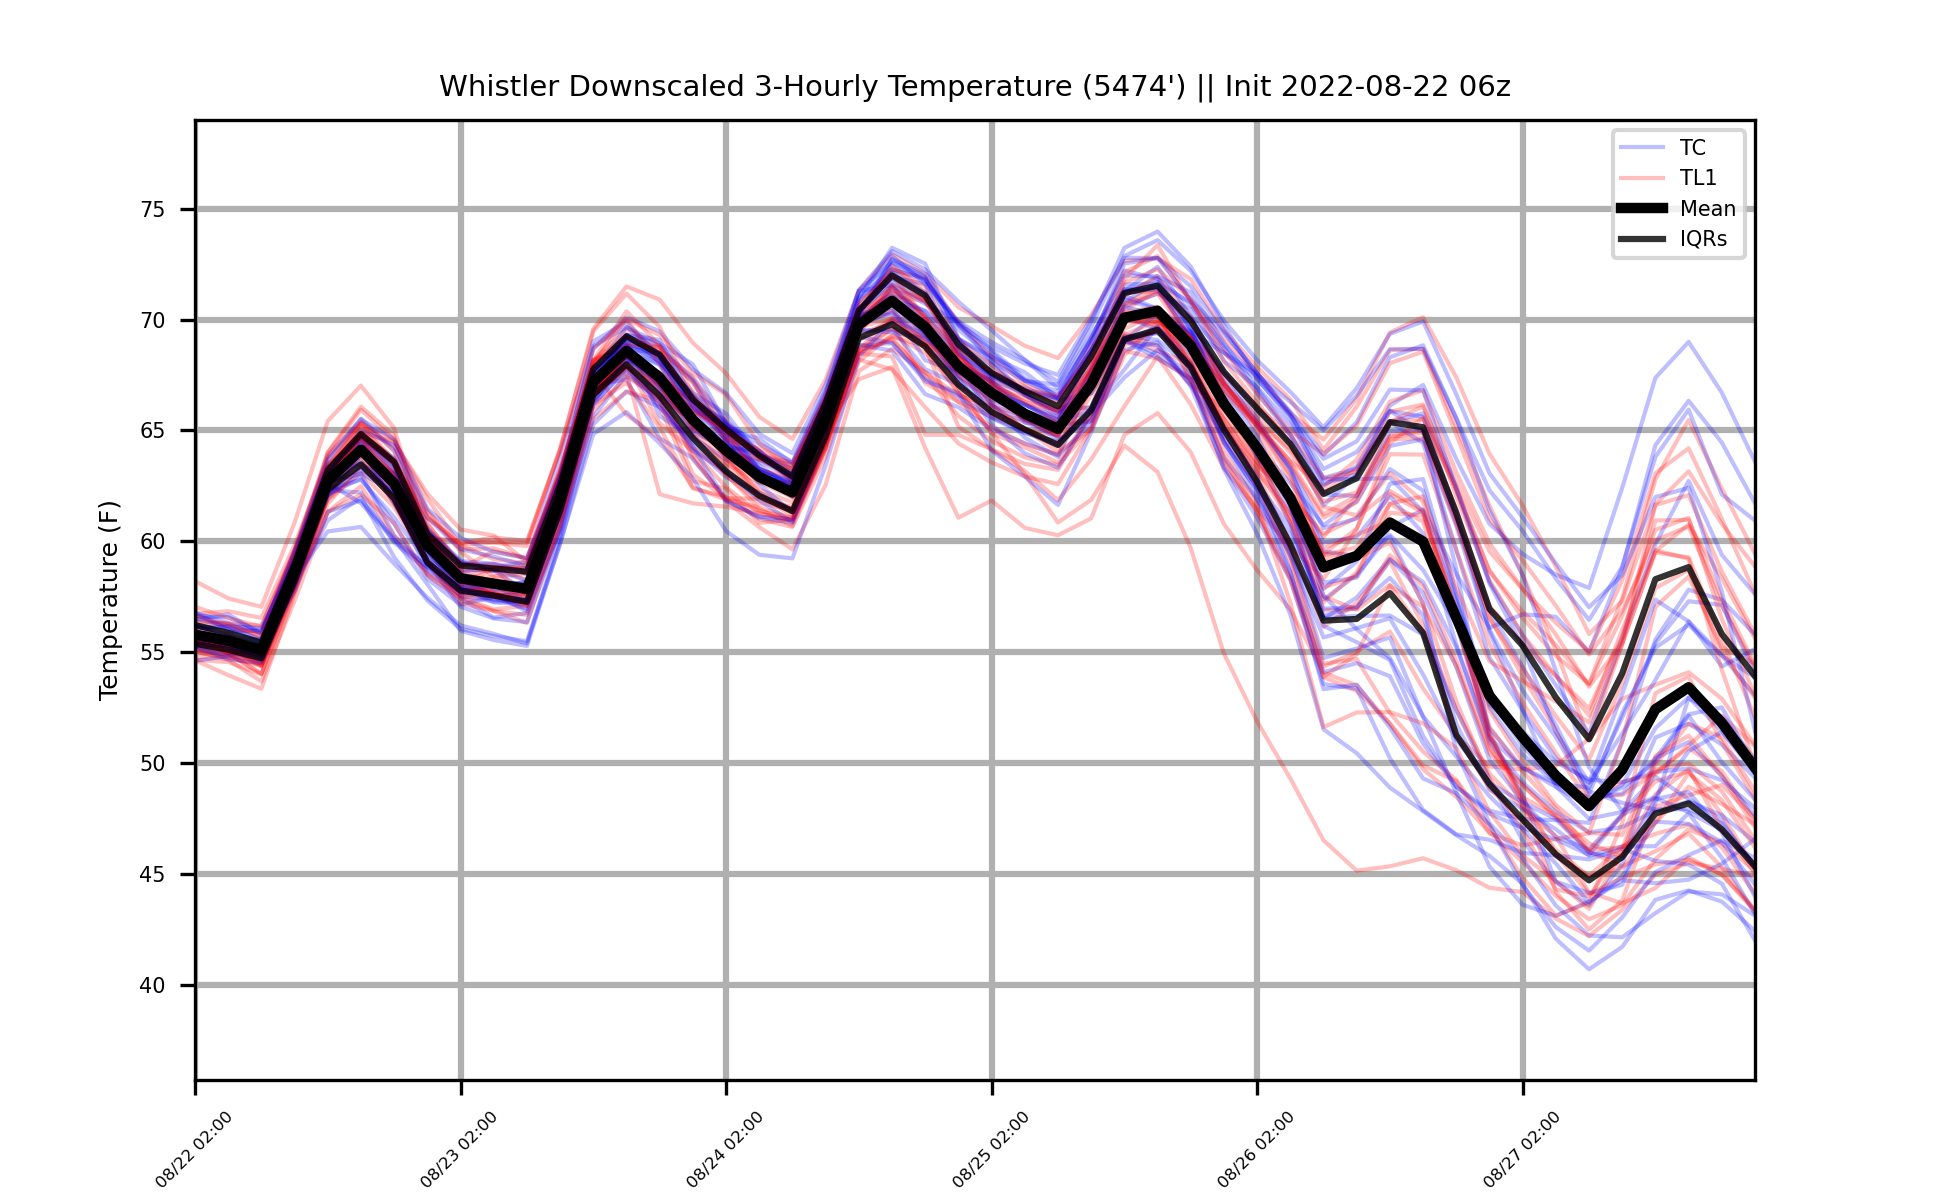 Whistler Downscaled 3-Hourly Temperature (5474') || Init 2022-08-22 06z
TC
TL1
Mean
IQRs
Temperature (F)
75
70
65
60
55
50
45
40
08/22 02:00
08/23 02:00
08/24 02:00
08/25 02:00
08/26 02:00
08/27 02:00